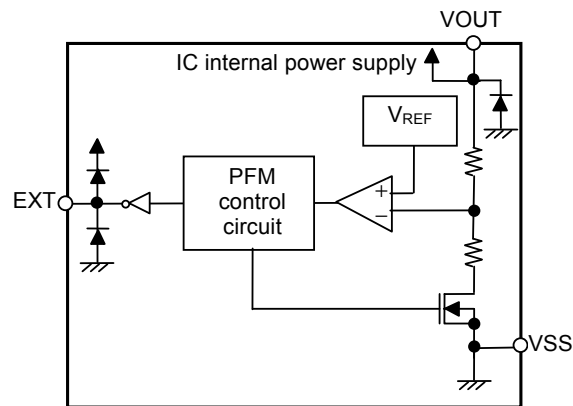 VOUT
IC internal power supply
VREF
EXT
PFM
control
circuit
+
−
VSS